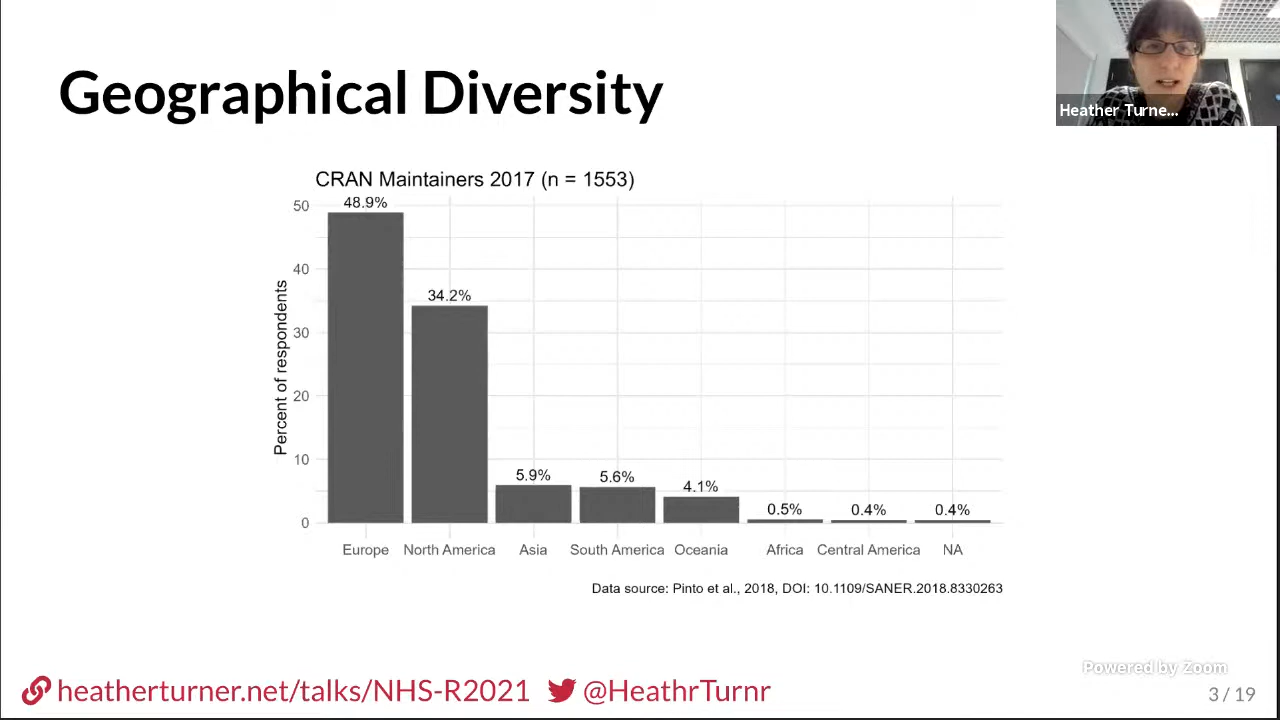 Geographical Diversity
Heather Turne...
CRAN Maintainers 2017 (n = 1553)
Percent of respondents
50
40
30
20
10
0
48.9%
34.2%
5.9%
5.6%
4.1%
0.5%
0.4%
0.4%
Europe North America Asia South America Oceania Africa Central America NA
Data source: Pinto et al., 2018, DOI: 10.1109/SANER.2018.8330263
Powered by Zoom
heatherturner.net/talks/NHS-R2021 @HeathrTurnr
3 / 19